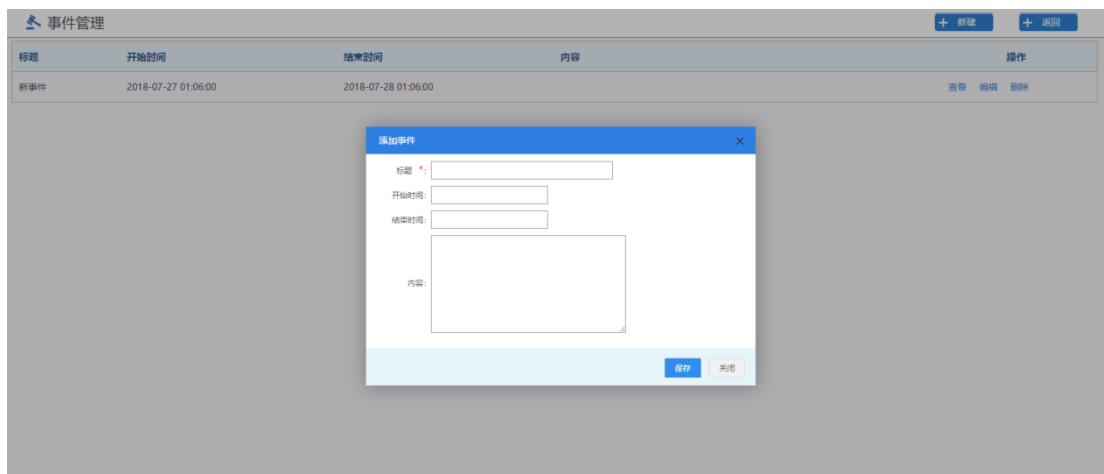 事件管理
新建
返回
标题 开始时间 结束时间 内容 操作
新事件 2018-07-27 01:06:00 2018-07-28 01:06:00 查看 编辑 删除
添加事件
标题 *:
开始时间:
结束时间:
内容:
保存 关闭